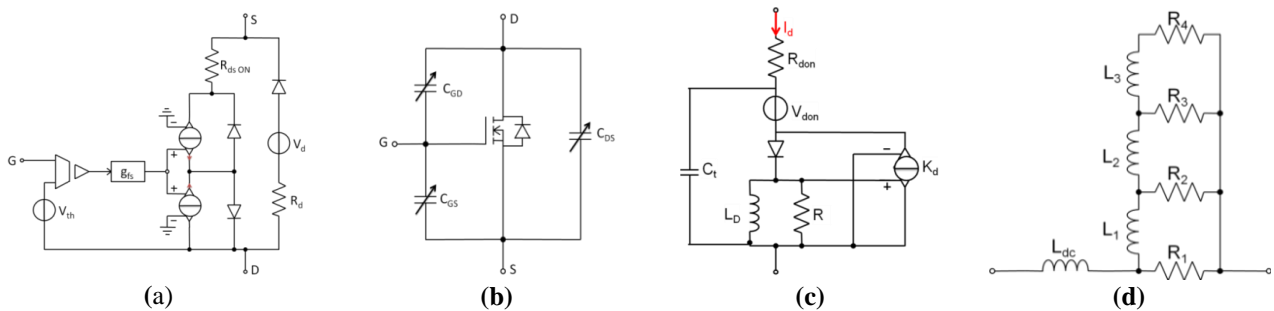 S
R_ds ON
V_d
G
g_fs
V_th
R_d
+
−
+
−
D
(a)
D
C_GD
G
C_DS
C_GS
S
(b)
I_d
R_don
V_don
C_t
−
K_d
+
L_D
R
(c)
R_4
L_3
R_3
L_2
R_2
L_1
L_dc
R_1
(d)